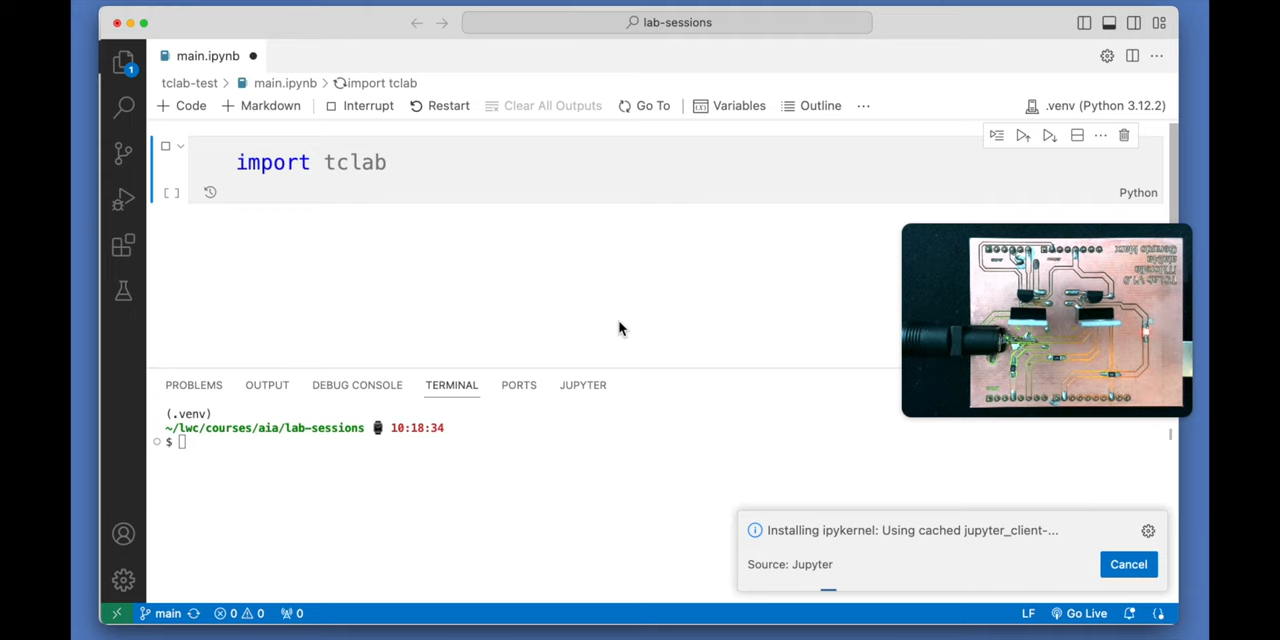 lab-sessions
main.ipynb
1
tclab-test > main.ipynb > import tclab
Code Markdown Interrupt Restart Clear All Outputs Go To Variables Outline ... .venv (Python 3.12.2)
import tclab
[ ]
Python
PROBLEMS OUTPUT DEBUG CONSOLE TERMINAL PORTS JUPYTER
(.venv)
~/lwc/courses/aia/lab-sessions 10:18:34
$
Installing ipykernel: Using cached jupyter_client-...
Source: Jupyter
Cancel
main 0 0 0 LF Go Live